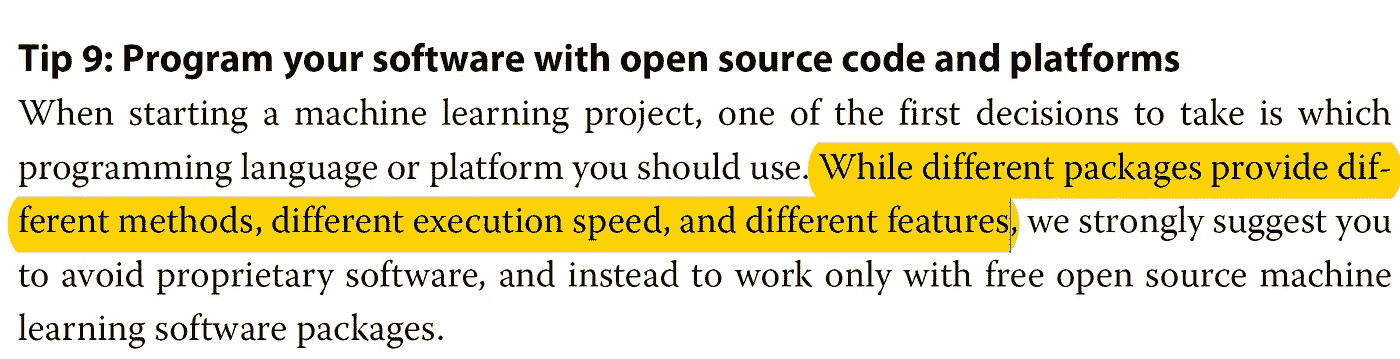 Tip 9: Program your software with open source code and platforms
When starting a machine learning project, one of the first decisions to take is which
programming language or platform you should use. While different packages provide dif-
ferent methods, different execution speed, and different features, we strongly suggest you
to avoid proprietary software, and instead to work only with free open source machine
learning software packages.